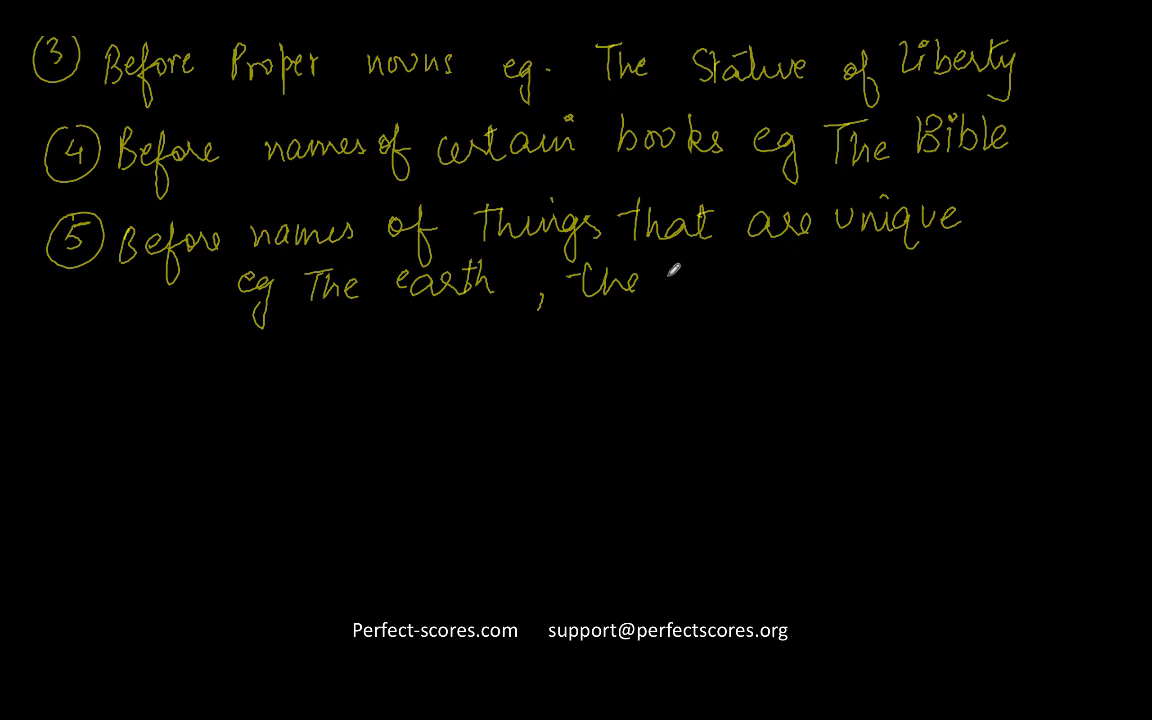 3 Before Proper nouns eg. The Statue of Liberty
4 Before names of certain books eg The Bible
5 Before names of things that are unique
eg The earth , the
Perfect-scores.com support@perfectscores.org